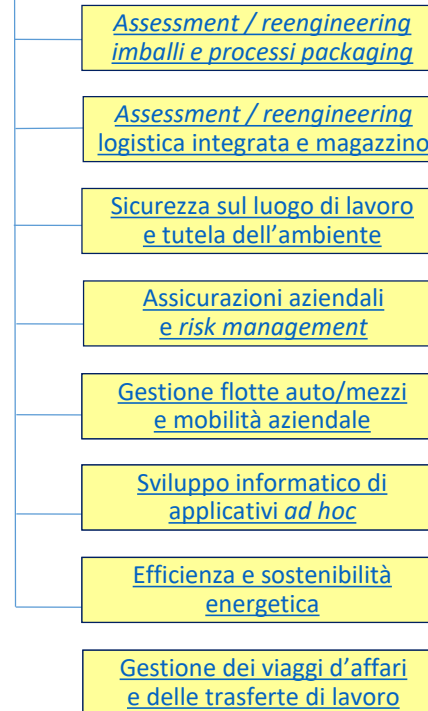 Assessment / reengineering
imballi e processi packaging
Assessment / reengineering
logistica integrata e magazzino
Sicurezza sul luogo di lavoro
e tutela dell’ambiente
Assicurazioni aziendali
e risk management
Gestione flotte auto/mezzi
e mobilità aziendale
Sviluppo informatico di
applicativi ad hoc
Efficienza e sostenibilità
energetica
Gestione dei viaggi d’affari
e delle trasferte di lavoro